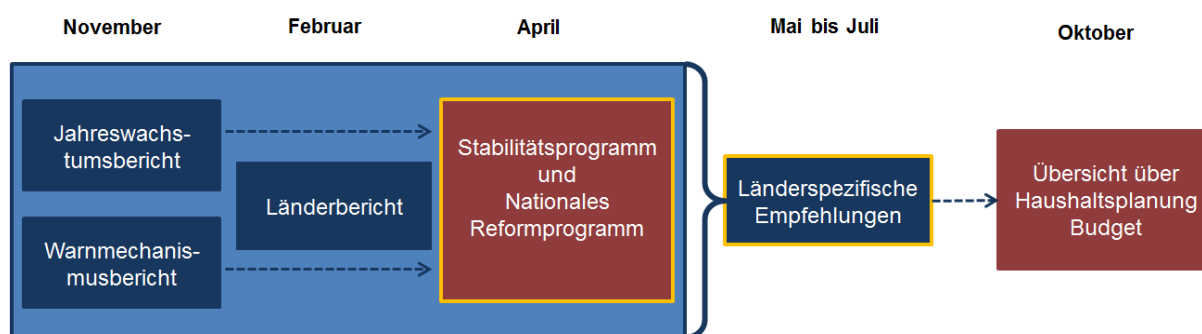 November
Februar
April
Mai bis Juli
Oktober
Jahreswachs-
tumsbericht
Warnmechanis-
musbericht
Länderbericht
Stabilitätsprogramm
und
Nationales
Reformprogramm
Länderspezifische
Empfehlungen
Übersicht über
Haushaltsplanung
Budget